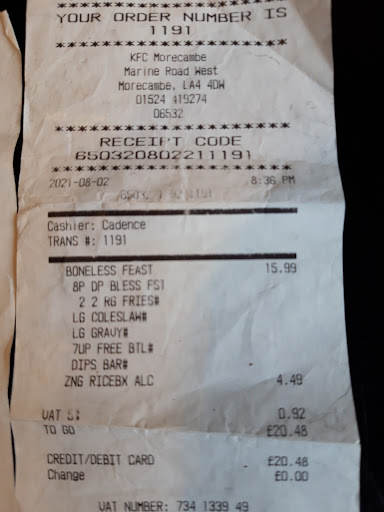 YOUR ORDER NUMBER IS
1191
KFC Morecambe
Marine Road West
Morecambe, LA4 4DW
01524 419274
06532
RECEIPT CODE
6503208022111191
2021-08-02 8:36 PM
Cashier: Cadence
TRANS #: 1191
BONELESS FEAST 15.99
8P DP BLESS FST
2 2 RG FRIES#
LG COLESLAW#
LG GRAVY#
7UP FREE BTL#
DIPS BAR#
ZNG RICEBX ALC 4.49
VAT 5: 0.92
TO GO £20.48
CREDIT/DEBIT CARD £20.48
Change £0.00
VAT NUMBER: 734 1339 49